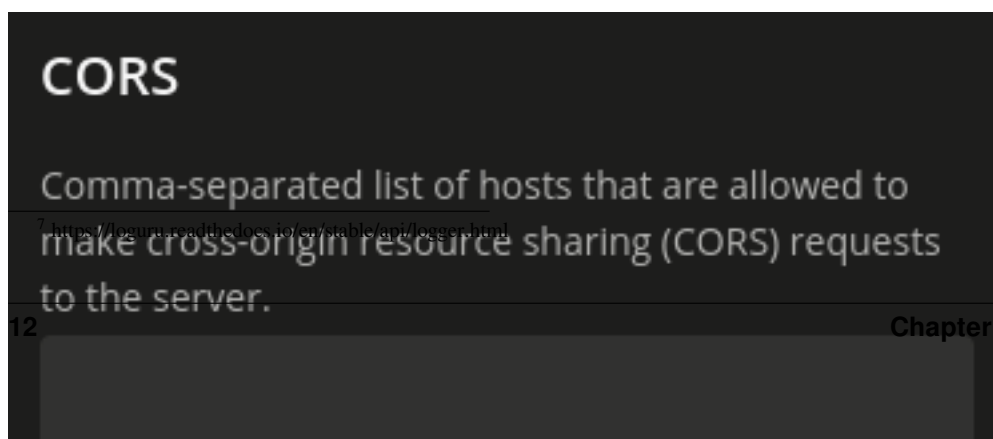 CORS
Comma-separated list of hosts that are allowed to
7 https://loguru.readthedocs.io/en/stable/api/logger.html
make cross-origin resource sharing (CORS) requests
to the server.
12 Chapter